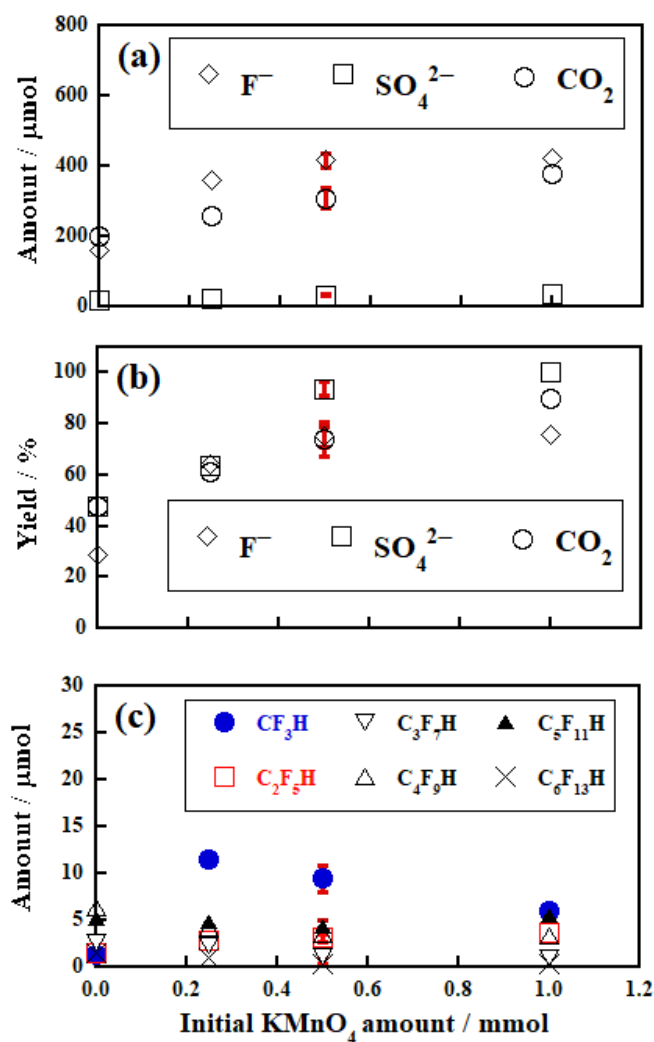 800
(a)
F⁻ SO₄²⁻ CO₂
600
Amount / μmol
400
200
0
(b)
100
80
Yield / %
60
40
F⁻ SO₄²⁻ CO₂
20
0
30
(c)
CF₃H C₃F₇H C₅F₁₁H
25
C₂F₅H C₄F₉H C₆F₁₃H
20
Amount / μmol
15
10
5
0
0.0 0.2 0.4 0.6 0.8 1.0 1.2
Initial KMnO₄ amount / mmol